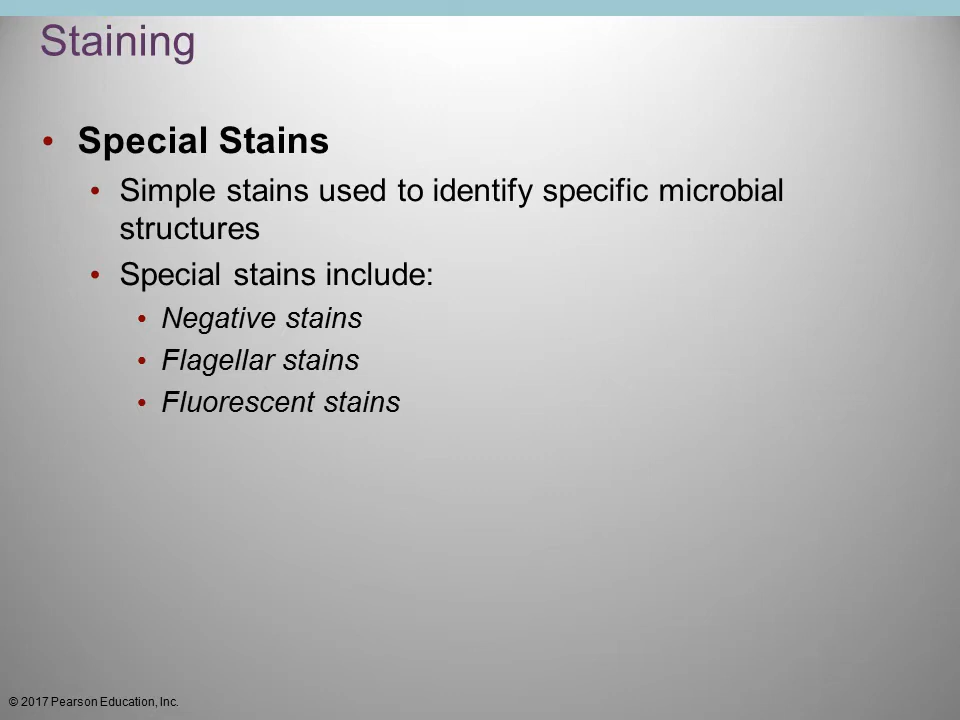 Staining
• Special Stains
• Simple stains used to identify specific microbial
structures
• Special stains include:
• Negative stains
• Flagellar stains
• Fluorescent stains
© 2017 Pearson Education, Inc.